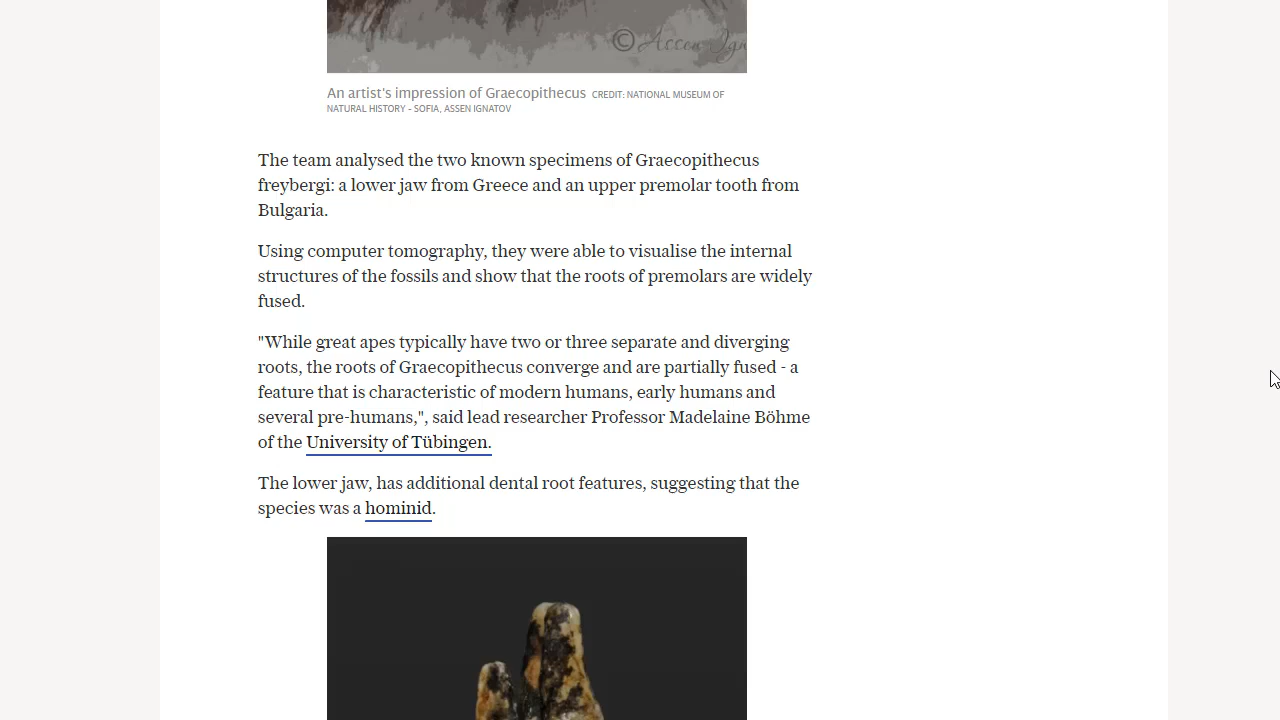 © Assen Ign
An artist's impression of Graecopithecus CREDIT: NATIONAL MUSEUM OF
NATURAL HISTORY - SOFIA, ASSEN IGNATOV
The team analysed the two known specimens of Graecopithecus
freybergi: a lower jaw from Greece and an upper premolar tooth from
Bulgaria.
Using computer tomography, they were able to visualise the internal
structures of the fossils and show that the roots of premolars are widely
fused.
"While great apes typically have two or three separate and diverging
roots, the roots of Graecopithecus converge and are partially fused - a
feature that is characteristic of modern humans, early humans and
several pre-humans,", said lead researcher Professor Madelaine Böhme
of the University of Tübingen.
The lower jaw, has additional dental root features, suggesting that the
species was a hominid.